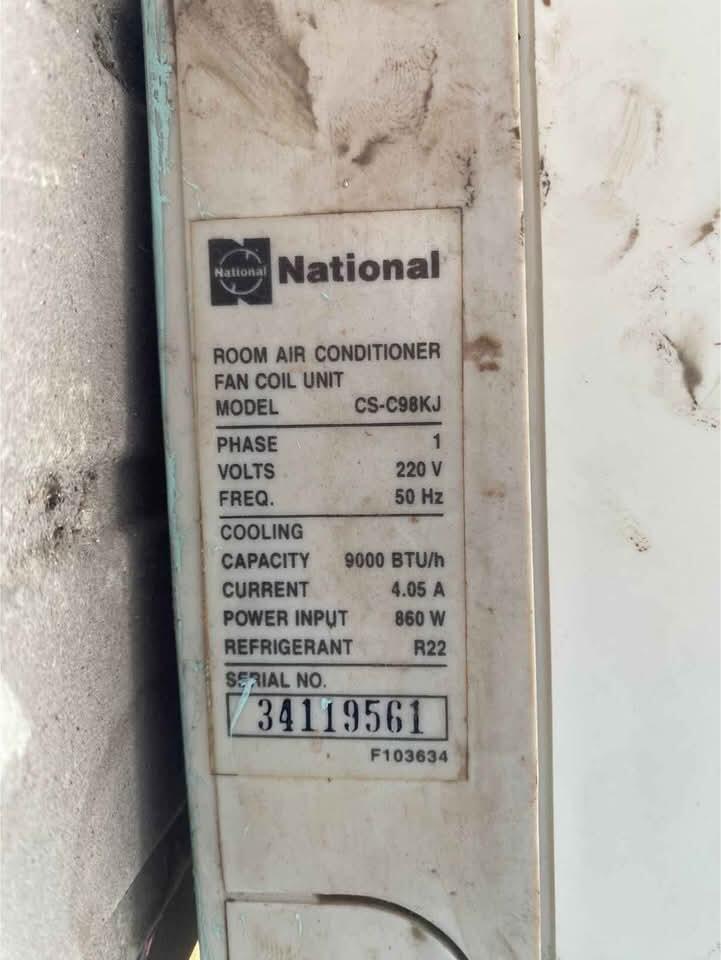 National National
ROOM AIR CONDITIONER
FAN COIL UNIT
MODEL CS-C98KJ
PHASE 1
VOLTS 220 V
FREQ. 50 Hz
COOLING
CAPACITY 9000 BTU/h
CURRENT 4.05 A
POWER INPUT 860 W
REFRIGERANT R22
SERIAL NO.
34119561
F103634